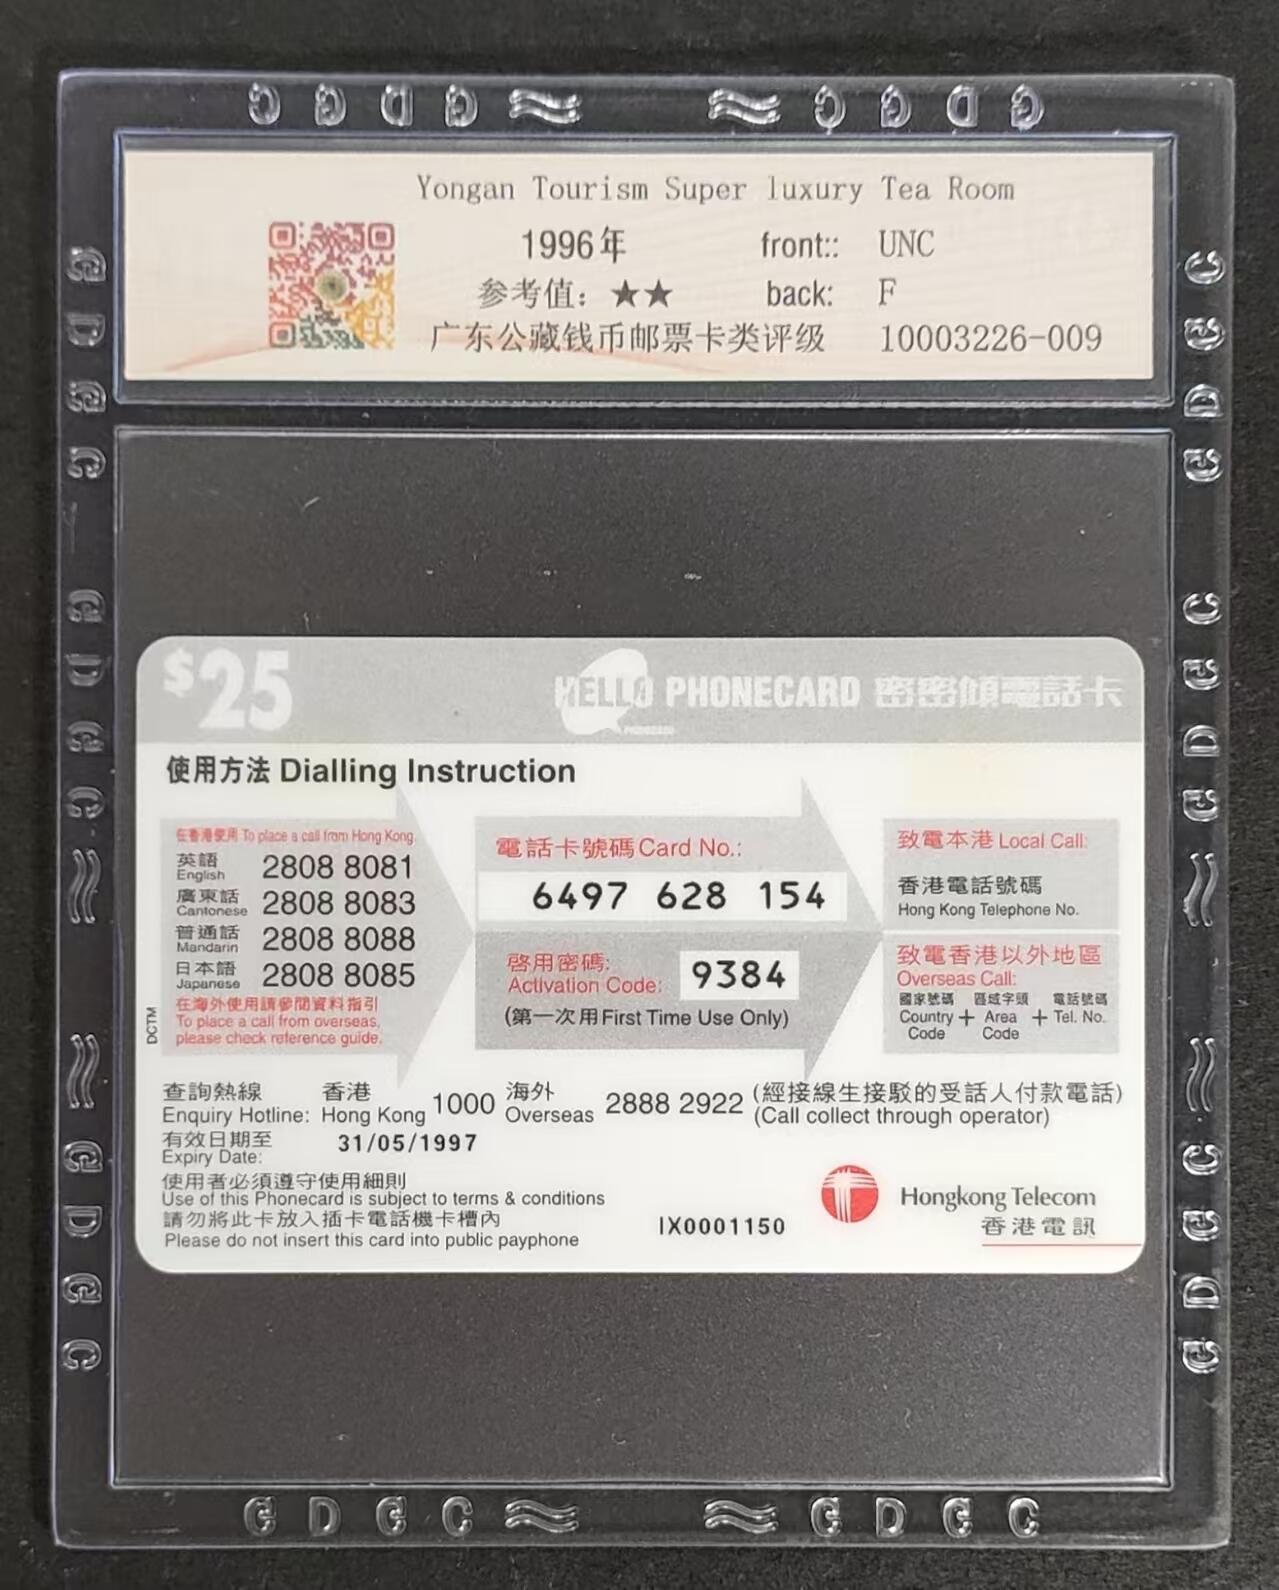 G D G C ≈ ≈ G D G C
Yongan Tourism Super luxury Tea Room
1996年 front:: UNC
参考值：★★ back: F
广东公藏钱币邮票卡类评级 10003226-009
$25 HELLO PHONECARD 密密傾電話卡
PHONECARD
使用方法 Dialling Instruction
在香港使用 To place a call from Hong Kong.
英語 2808 8081
English
廣東話 2808 8083
Cantonese
普通話 2808 8088
Mandarin
日本語 2808 8085
Japanese
在海外使用請參閱資料指引
To place a call from overseas,
please check reference guide.
DCTM
電話卡號碼 Card No.:
6497 628 154
啓用密碼:
Activation Code: 9384
(第一次用 First Time Use Only)
致電本港 Local Call:
香港電話號碼
Hong Kong Telephone No.
致電香港以外地區
Overseas Call:
國家號碼 區域字頭 電話號碼
Country + Area + Tel. No.
Code Code
查詢熱線 香港 1000 海外 2888 2922 (經接線生接駁的受話人付款電話)
Enquiry Hotline: Hong Kong Overseas (Call collect through operator)
有效日期至 31/05/1997
Expiry Date:
使用者必須遵守使用細則
Use of this Phonecard is subject to terms & conditions
請勿將此卡放入插卡電話機卡槽內
Please do not insert this card into public payphone
IX0001150
Hongkong Telecom
香港電訊
G D G C ≈ ≈ G D G C